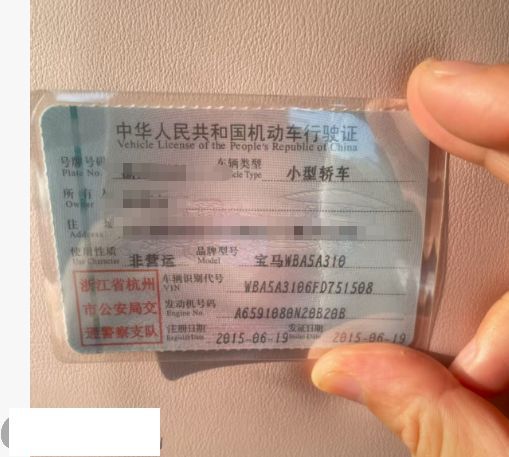 中华人民共和国机动车行驶证
Vehicle License of the People's Republic of China
号牌号码 车辆类型 小型轿车
Plate No. Vehicle Type
所有人
Owner
住址
Address
使用性质 非营运 品牌型号 宝马WBA5A310
Use Character Model
浙江省杭州
市公安局交
通警察支队
车辆识别代号 WBA5A3106FD751508
VIN
发动机号码 A6591080N20B20B
Engine No.
注册日期 2015-06-19 发证日期 2015-06-19
Register Date Issue Date